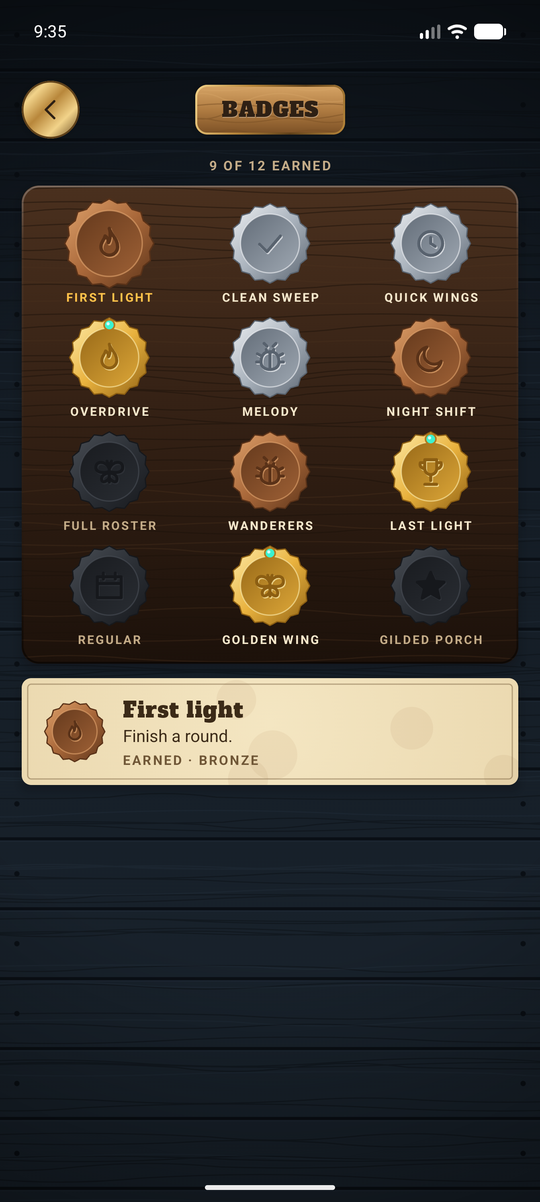 9:35
BADGES
9 OF 12 EARNED
FIRST LIGHT
CLEAN SWEEP
QUICK WINGS
OVERDRIVE
MELODY
NIGHT SHIFT
FULL ROSTER
WANDERERS
LAST LIGHT
REGULAR
GOLDEN WING
GILDED PORCH
First light
Finish a round.
EARNED · BRONZE